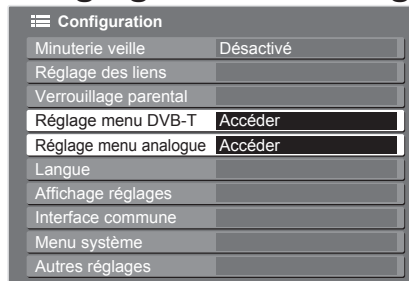 Configuration
Minuterie veille Désactivé
Réglage des liens
Verrouillage parental
Réglage menu DVB-T Accéder
Réglage menu analogue Accéder
Langue
Affichage réglages
Interface commune
Menu système
Autres réglages